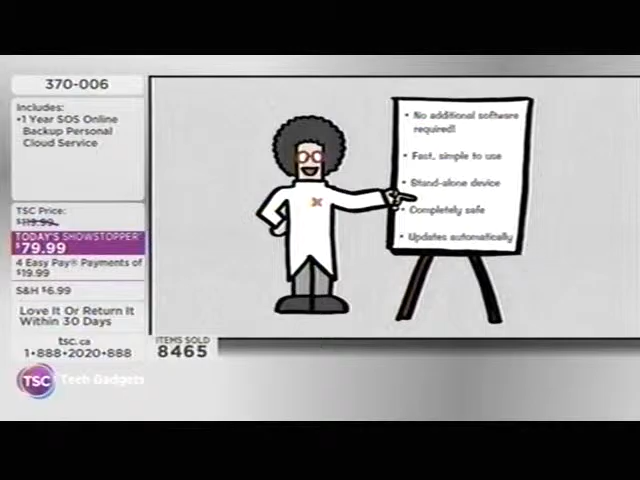 370-006
Includes:
•1 Year SOS Online
Backup Personal
Cloud Service
TSC Price:
$119.99
TODAY'S SHOWSTOPPER
$79.99
4 Easy Pay® Payments of
$19.99
S&H $6.99
Love It Or Return It
Within 30 Days
tsc.ca
1•888•2020•888
ITEMS SOLD
8465
TSC Tech Gadgets
• No additional software
required!
• Fast, simple to use
• Stand-alone device
• Completely safe
• Updates automatically